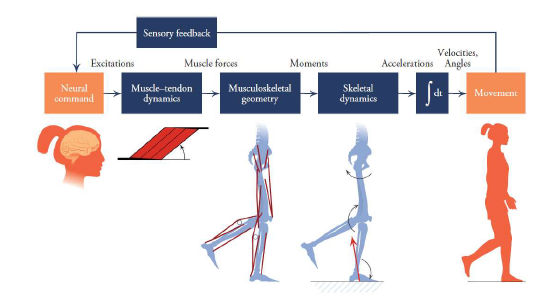 Sensory feedback
Velocities,
Angles
Excitations
Muscle forces
Moments
Accelerations
Neural
command
Muscle–tendon
dynamics
Musculoskeletal
geometry
Skeletal
dynamics
∫ dt
Movement